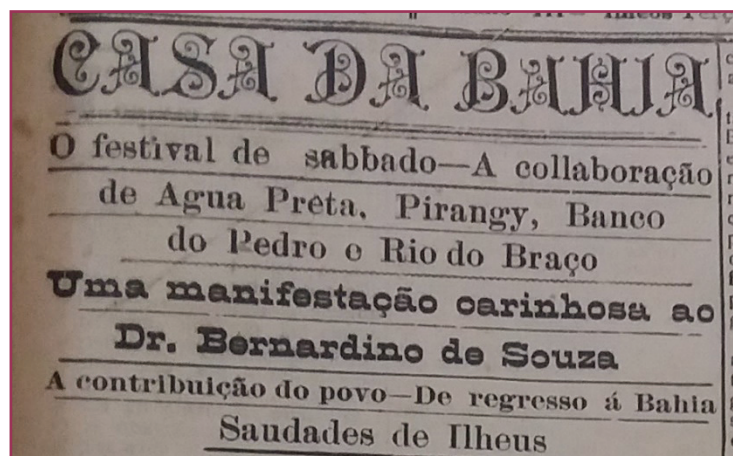 CASA DA BAHIA
O festival de sabbado—A collaboração
de Agua Preta, Pirangy, Banco
do Pedro e Rio do Braço
Uma manifestação carinhosa ao
Dr. Bernardino de Souza
A contribuição do povo—De regresso á Bahia
Saudades de Ilheus